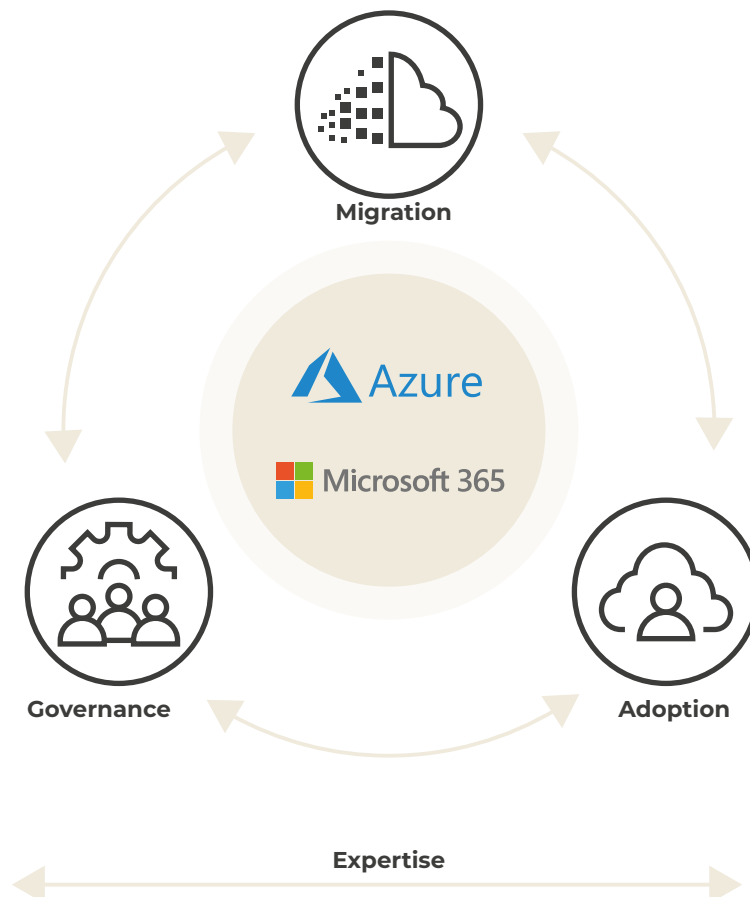 Migration
Azure
Microsoft 365
Governance
Adoption
Expertise